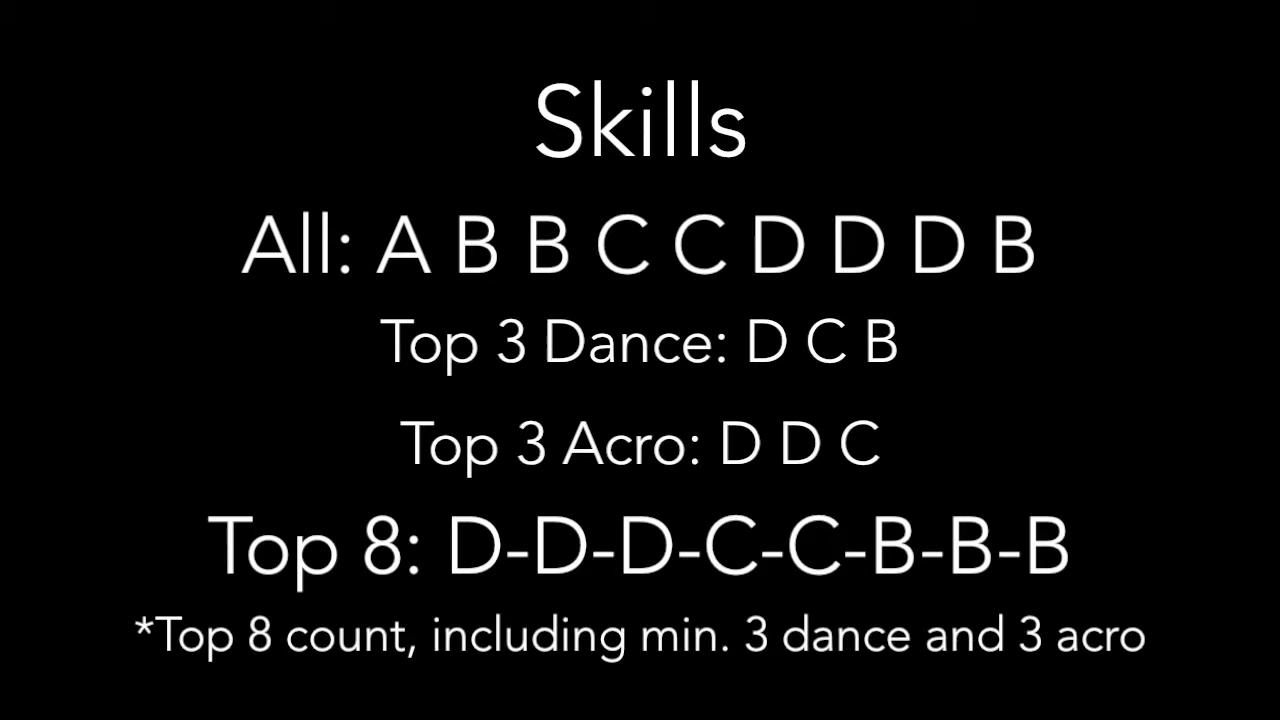 Skills
All: A B B C C D D D B
Top 3 Dance: D C B
Top 3 Acro: D D C
Top 8: D-D-D-C-C-B-B-B
*Top 8 count, including min. 3 dance and 3 acro